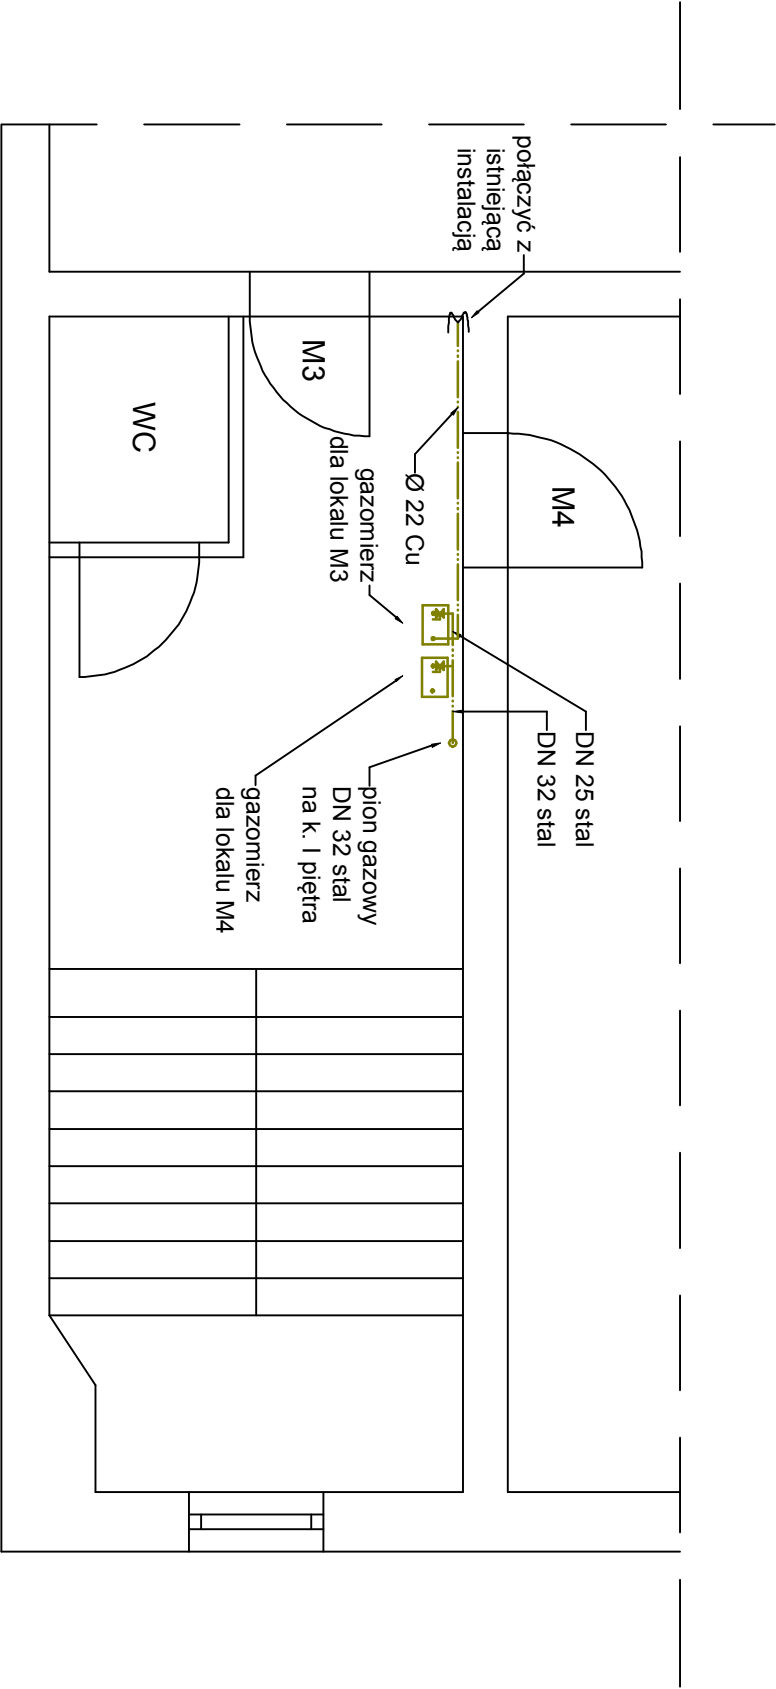 połączyć z
istniejącą
instalacją
M3
WC
M4
Ø 22 Cu
gazomierz
dla lokalu M3
DN 25 stal
DN 32 stal
pion gazowy
DN 32 stal
na k. I piętra
gazomierz
dla lokalu M4